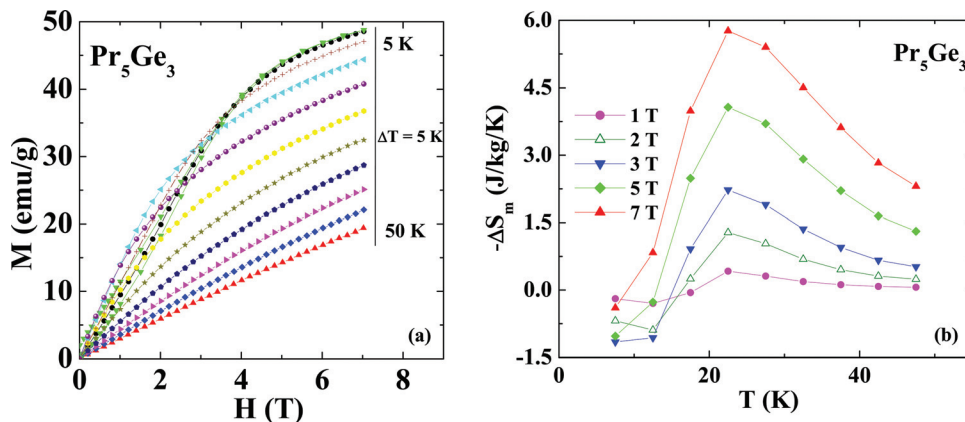 50
40
30
20
10
0
0 2 4 6 8
M (emu/g)
H (T)
Pr5Ge3
5 K
ΔT = 5 K
50 K
(a)
6.0
4.5
3.0
1.5
0.0
-1.5
0 20 40
-ΔSm (J/kg/K)
T (K)
Pr5Ge3
1 T
2 T
3 T
5 T
7 T
(b)